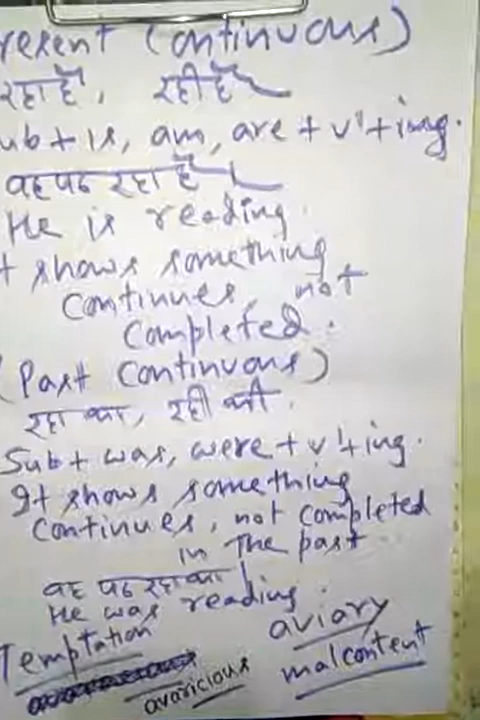 resent (Continuous)
रहा है, रही है
ub + is, am, are + v¹ + ing.
वह पढ़ रहा है।
He is reading.
t shows something
continues, not
completed.
(Past Continuous)
रहा था, रही थी.
Sub + was, were + v¹ + ing.
It shows something
continues, not completed
in the past
वह पढ़ रहा था।
He was reading.
Temptation aviary
avaricious malcontent